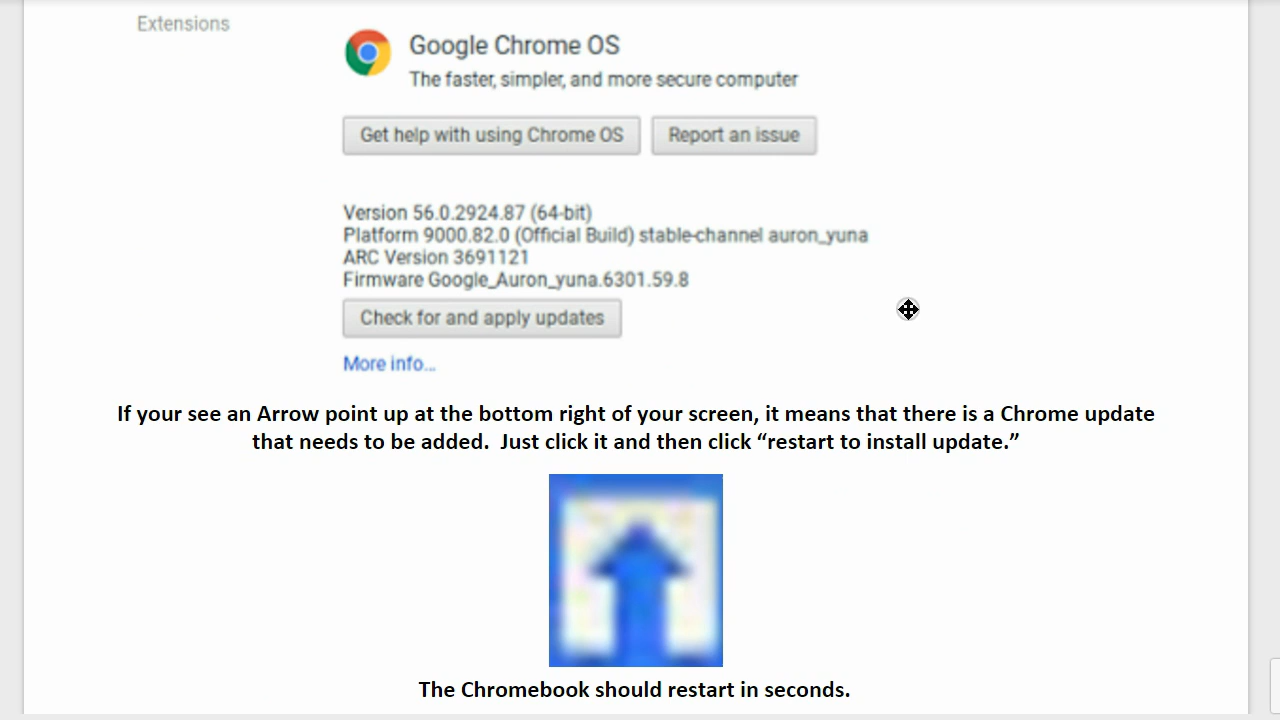 Extensions
Google Chrome OS
The faster, simpler, and more secure computer
Get help with using Chrome OS
Report an issue
Version 56.0.2924.87 (64-bit)
Platform 9000.82.0 (Official Build) stable-channel auron_yuna
ARC Version 3691121
Firmware Google_Auron_yuna.6301.59.8
Check for and apply updates
More info...
If your see an Arrow point up at the bottom right of your screen, it means that there is a Chrome update
that needs to be added.  Just click it and then click “restart to install update.”
The Chromebook should restart in seconds.